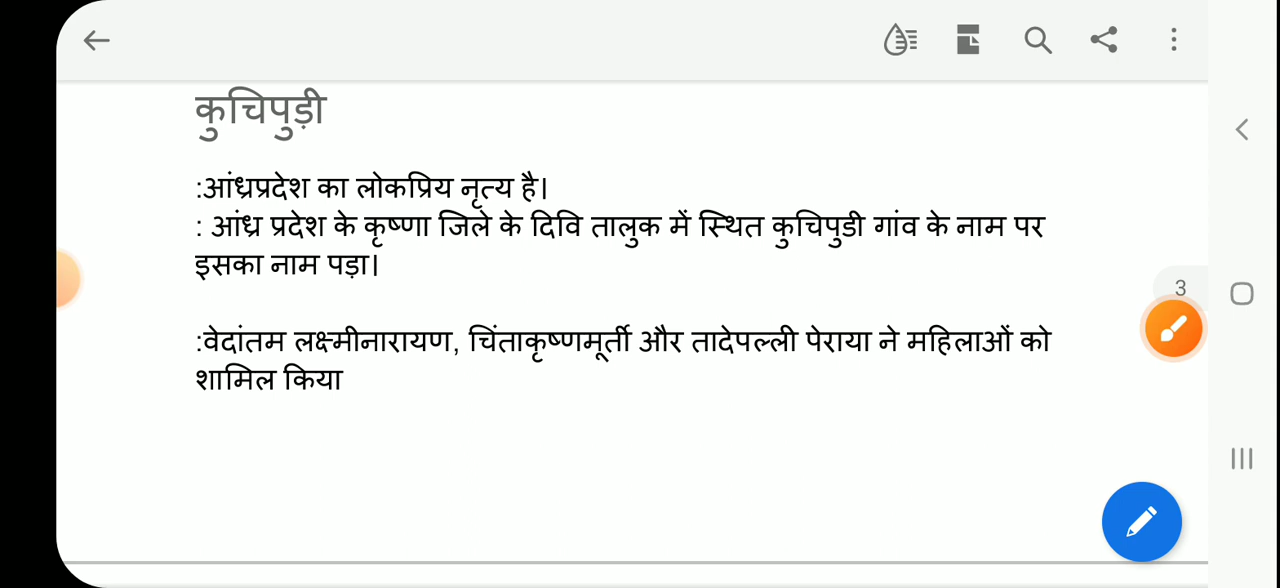 कुचिपुड़ी
:आंध्रप्रदेश का लोकप्रिय नृत्य है।
: आंध्र प्रदेश के कृष्णा जिले के दिवि तालुक में स्थित कुचिपुडी गांव के नाम पर
इसका नाम पड़ा।
3
:वेदांतम लक्ष्मीनारायण, चिंताकृष्णमूर्ती और तादेपल्ली पेराया ने महिलाओं को
शामिल किया